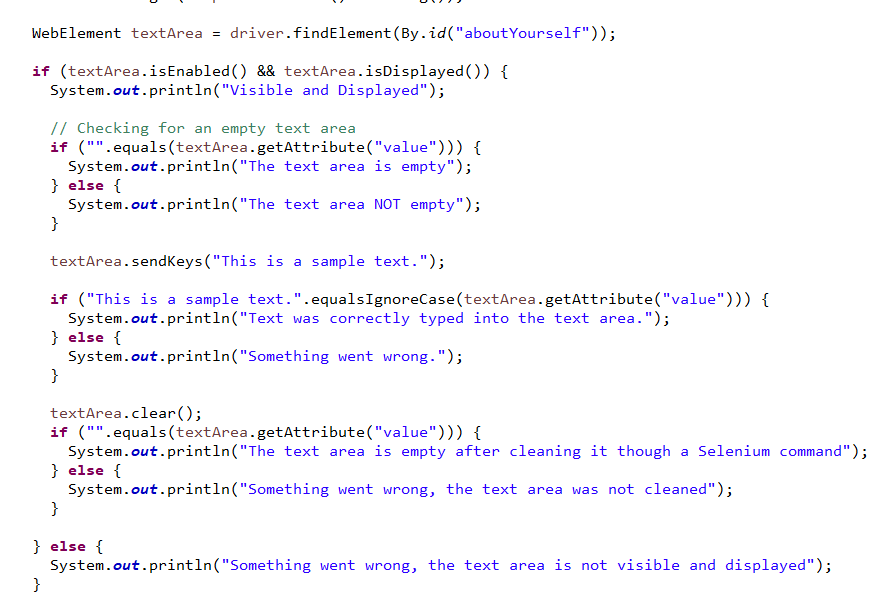 WebElement textArea = driver.findElement(By.id("aboutYourself"));
if (textArea.isEnabled() && textArea.isDisplayed()) {
System.out.println("Visible and Displayed");
// Checking for an empty text area
if ("".equals(textArea.getAttribute("value"))) {
System.out.println("The text area is empty");
} else {
System.out.println("The text area NOT empty");
}
textArea.sendKeys("This is a sample text.");
if ("This is a sample text.".equalsIgnoreCase(textArea.getAttribute("value"))) {
System.out.println("Text was correctly typed into the text area.");
} else {
System.out.println("Something went wrong.");
}
textArea.clear();
if ("".equals(textArea.getAttribute("value"))) {
System.out.println("The text area is empty after cleaning it though a Selenium command");
} else {
System.out.println("Something went wrong, the text area was not cleaned");
}
} else {
System.out.println("Something went wrong, the text area is not visible and displayed");
}